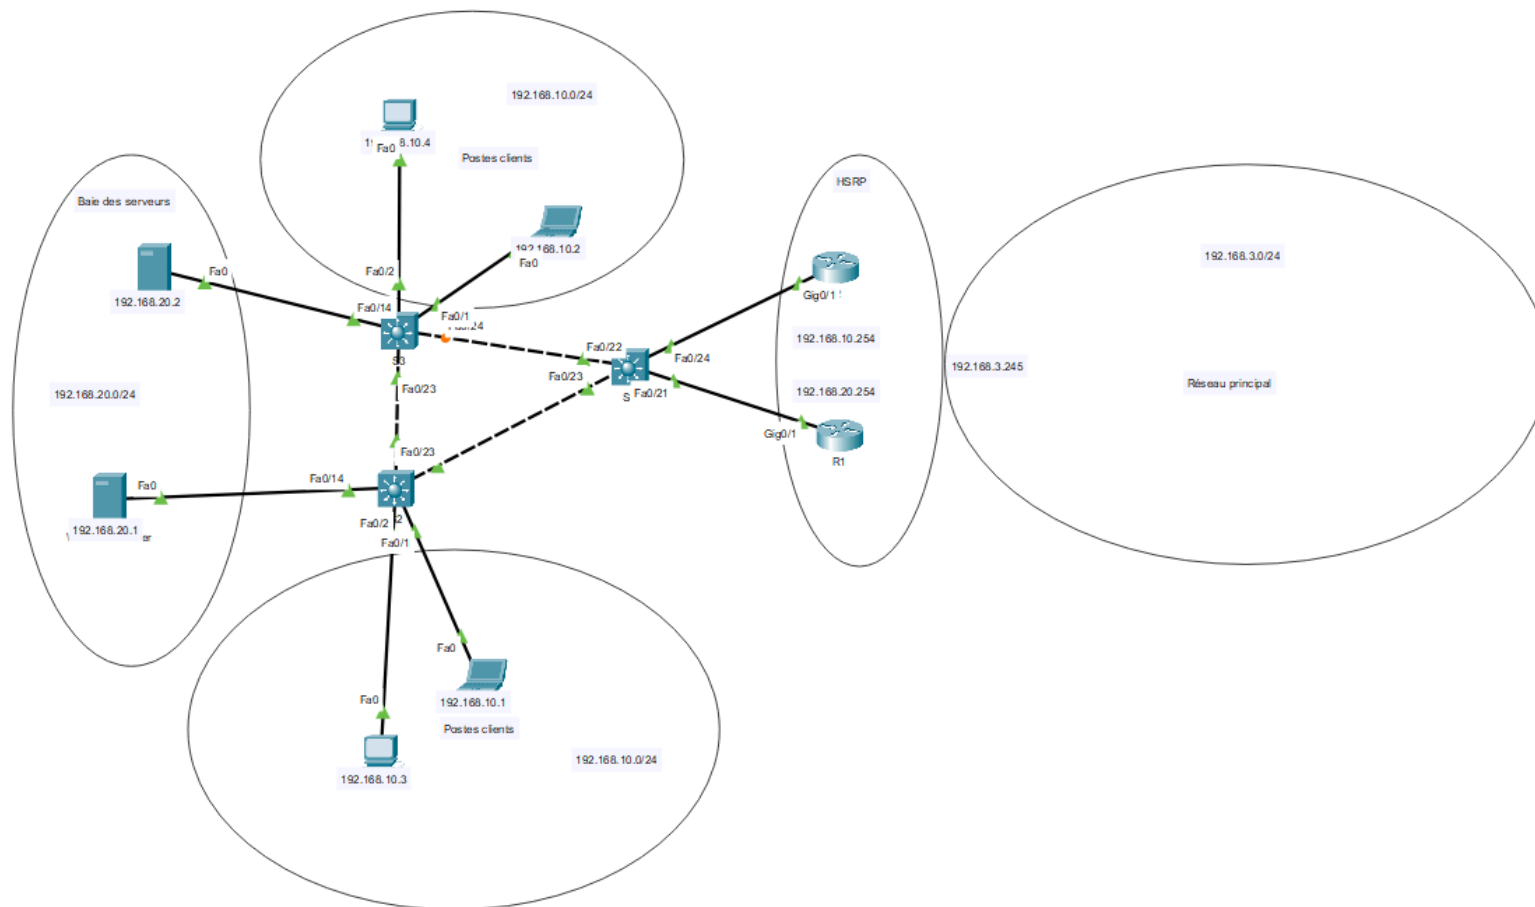 192.168.10.0/24
Fa0
Postes clients
Baie des serveurs
HSRP
192.168.10.2
Fa0
192.168.3.0/24
Fa0
Fa0/2
192.168.20.2
Gig0/1
Fa0/14
Fa0/1
192.168.10.254
Fa0/22
Fa0/24
S3
192.168.3.245
Fa0/23
Réseau principal
Fa0/23
192.168.20.0/24
S
Fa0/21
192.168.20.254
Gig0/1
Fa0/23
R1
Fa0/14
Fa0
Fa0/2
192.168.20.1
Fa0/1
Fa0
Fa0
192.168.10.1
Postes clients
192.168.10.0/24
192.168.10.3